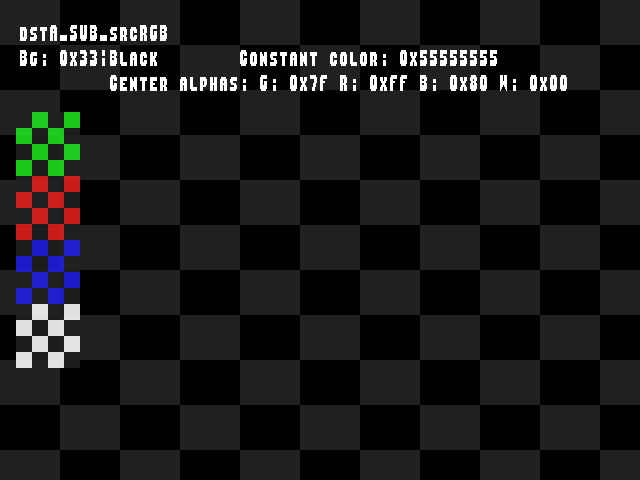 dstA_SUB_srcRGB
Bg: 0x33|Black Constant color: 0x55555555
Center alphas: G: 0x7f R: 0xff B: 0x80 W: 0x00